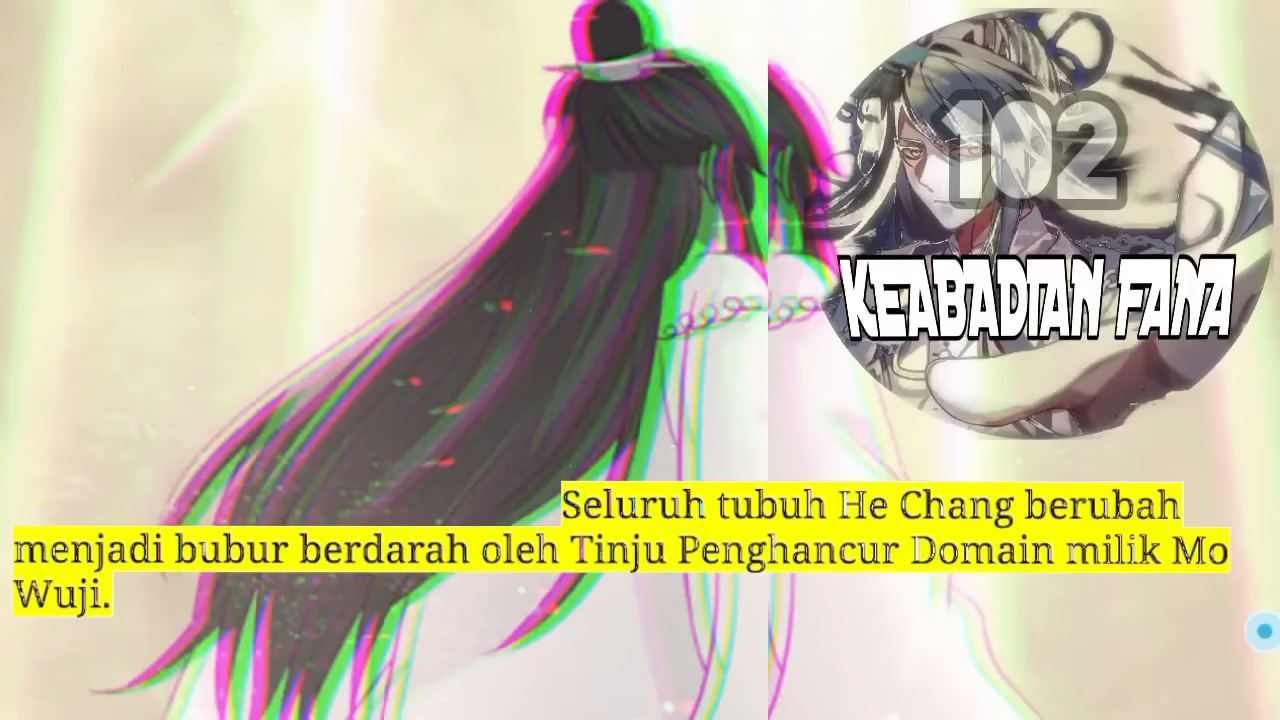 102
KEABADIAN FANA
Seluruh tubuh He Chang berubah
menjadi bubur berdarah oleh Tinju Penghancur Domain milik Mo
Wuji.